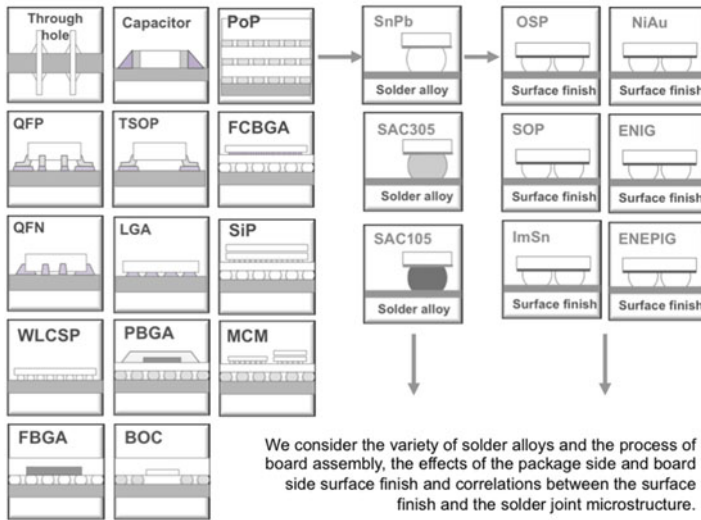 Through
hole
Capacitor
PoP
SnPb
Solder alloy
OSP
Surface finish
NiAu
Surface finish
QFP
TSOP
FCBGA
SAC305
Solder alloy
SOP
Surface finish
ENIG
Surface finish
QFN
LGA
SiP
SAC105
Solder alloy
ImSn
Surface finish
ENEPIG
Surface finish
WLCSP
PBGA
MCM
FBGA
BOC
We consider the variety of solder alloys and the process of
board assembly, the effects of the package side and board
side surface finish and correlations between the surface
finish and the solder joint microstructure.